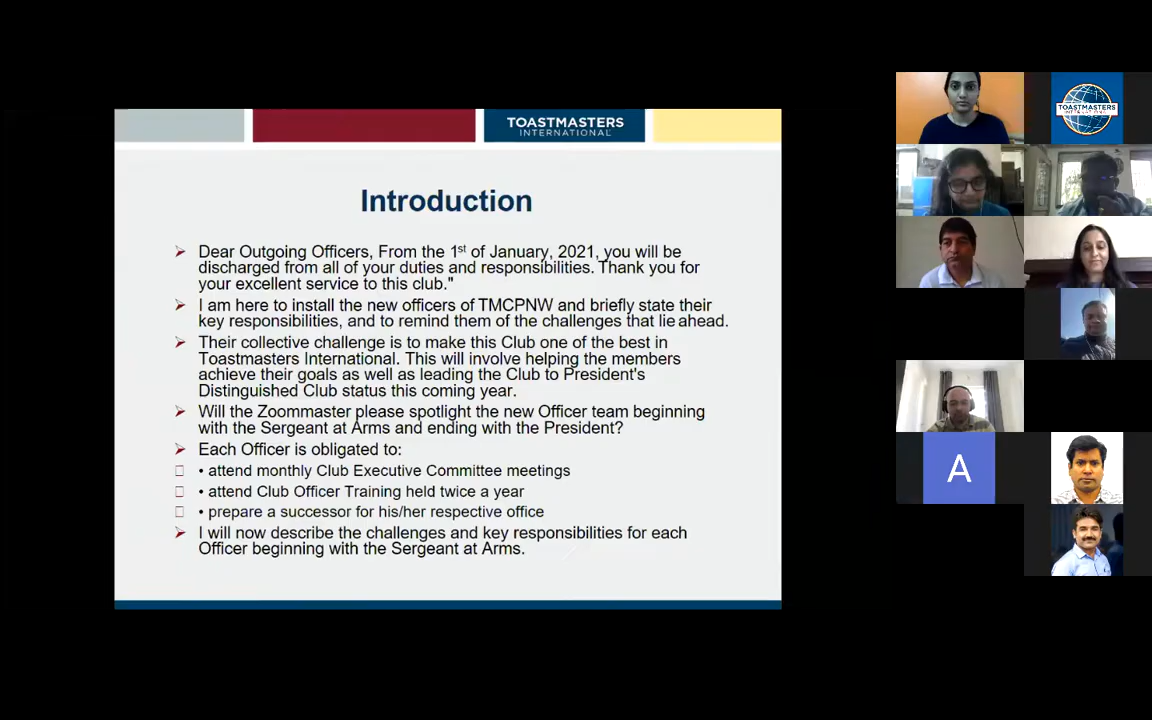 TOASTMASTERS
INTERNATIONAL
Introduction
Dear Outgoing Officers, From the 1st of January, 2021, you will be
discharged from all of your duties and responsibilities. Thank you for
your excellent service to this club."
I am here to install the new officers of TMCPNW and briefly state their
key responsibilities, and to remind them of the challenges that lie ahead.
Their collective challenge is to make this Club one of the best in
Toastmasters International. This will involve helping the members
achieve their goals as well as leading the Club to President's
Distinguished Club status this coming year.
Will the Zoommaster please spotlight the new Officer team beginning
with the Sergeant at Arms and ending with the President?
Each Officer is obligated to:
• attend monthly Club Executive Committee meetings
• attend Club Officer Training held twice a year
• prepare a successor for his/her respective office
I will now describe the challenges and key responsibilities for each
Officer beginning with the Sergeant at Arms.
TOASTMASTERS
INTERNATIONAL
A